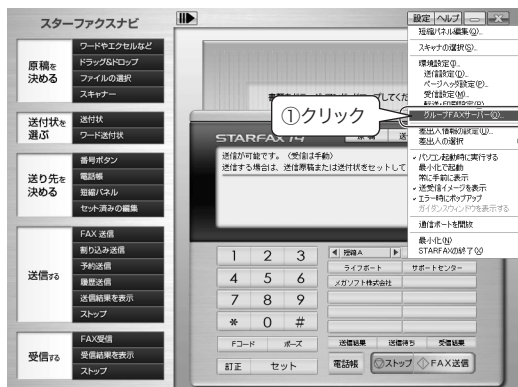 スターファクスナビ
原稿を
決める
ワードやエクセルなど
ドラッグ&ドロップ
ファイルの選択
スキャナー
送付状を
選ぶ
送付状
ワード送付状
送り先を
決める
番号ボタン
電話帳
短縮パネル
セット済みの編集
送信する
FAX 送信
割り込み送信
予約送信
履歴送信
送信結果を表示
ストップ
受信する
FAX受信
受信結果を表示
ストップ
設定 ヘルプ
短縮パネル編集(Q)...
スキャナの選択(S)...
環境設定(I)...
送信設定(D)...
ページヘッダ設定(P)...
受信設定(M)...
転送・印刷設定(R)...
グループFAXサーバー(O)...
差出人情報の設定(U)...
差出人の選択
パソコン起動時に実行する
最小化で起動
常に手前に表示
送受信イメージを表示
エラー時にポップアップ
ガイダンスウィンドウを表示する
通信ポートを開放
最小化(N)
STARFAXの終了(X)
①クリック
STARFAX 14
送信が可能です。 (受信は手動)
送信する場合は、送信原稿または送付状をセットして
1 2 3
4 5 6
7 8 9
* 0 #
Fコード ポーズ
訂正 セット
短縮A
ライフボート サポートセンター
メガソフト株式会社
送信結果 送信待ち 受信結果
電話帳 ストップ FAX送信